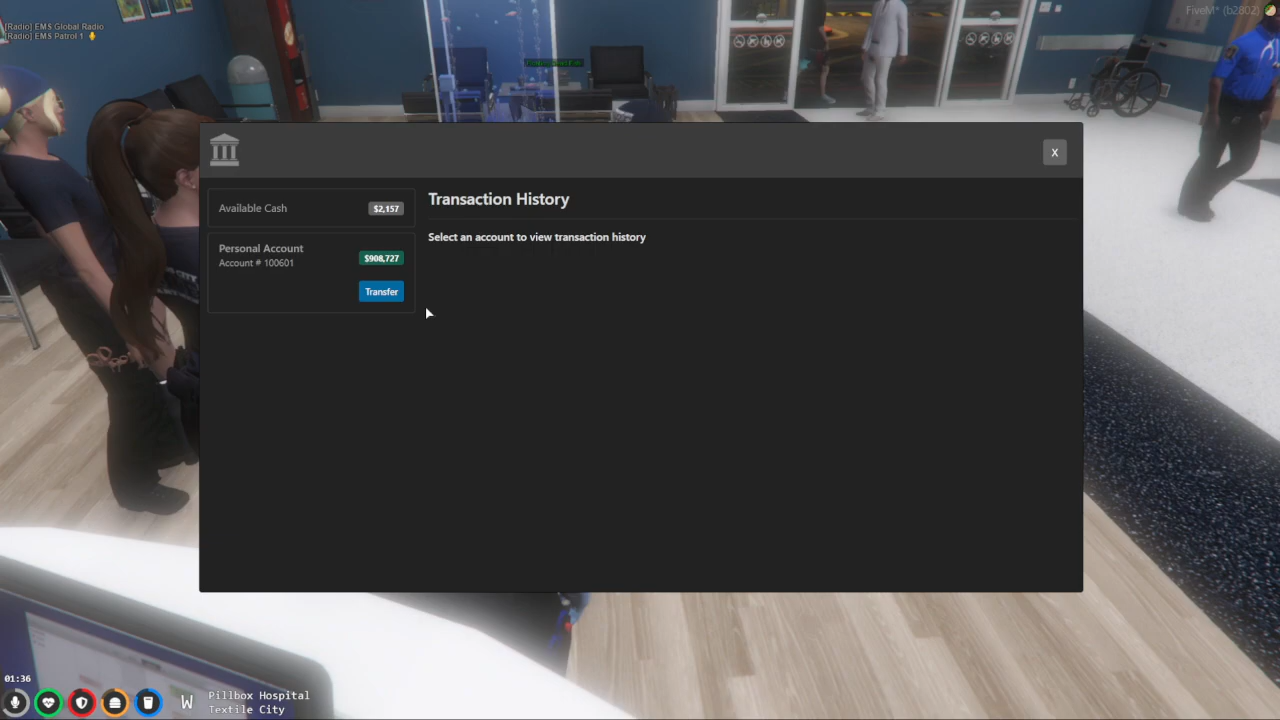 [Radio] EMS Global Radio
[Radio] EMS Patrol 1
FiveM* (b2802)
X
Available Cash
$2,157
Personal Account
Account # 100601
$908,727
Transfer
Transaction History
Select an account to view transaction history
01:36
W
Pillbox Hospital
Textile City